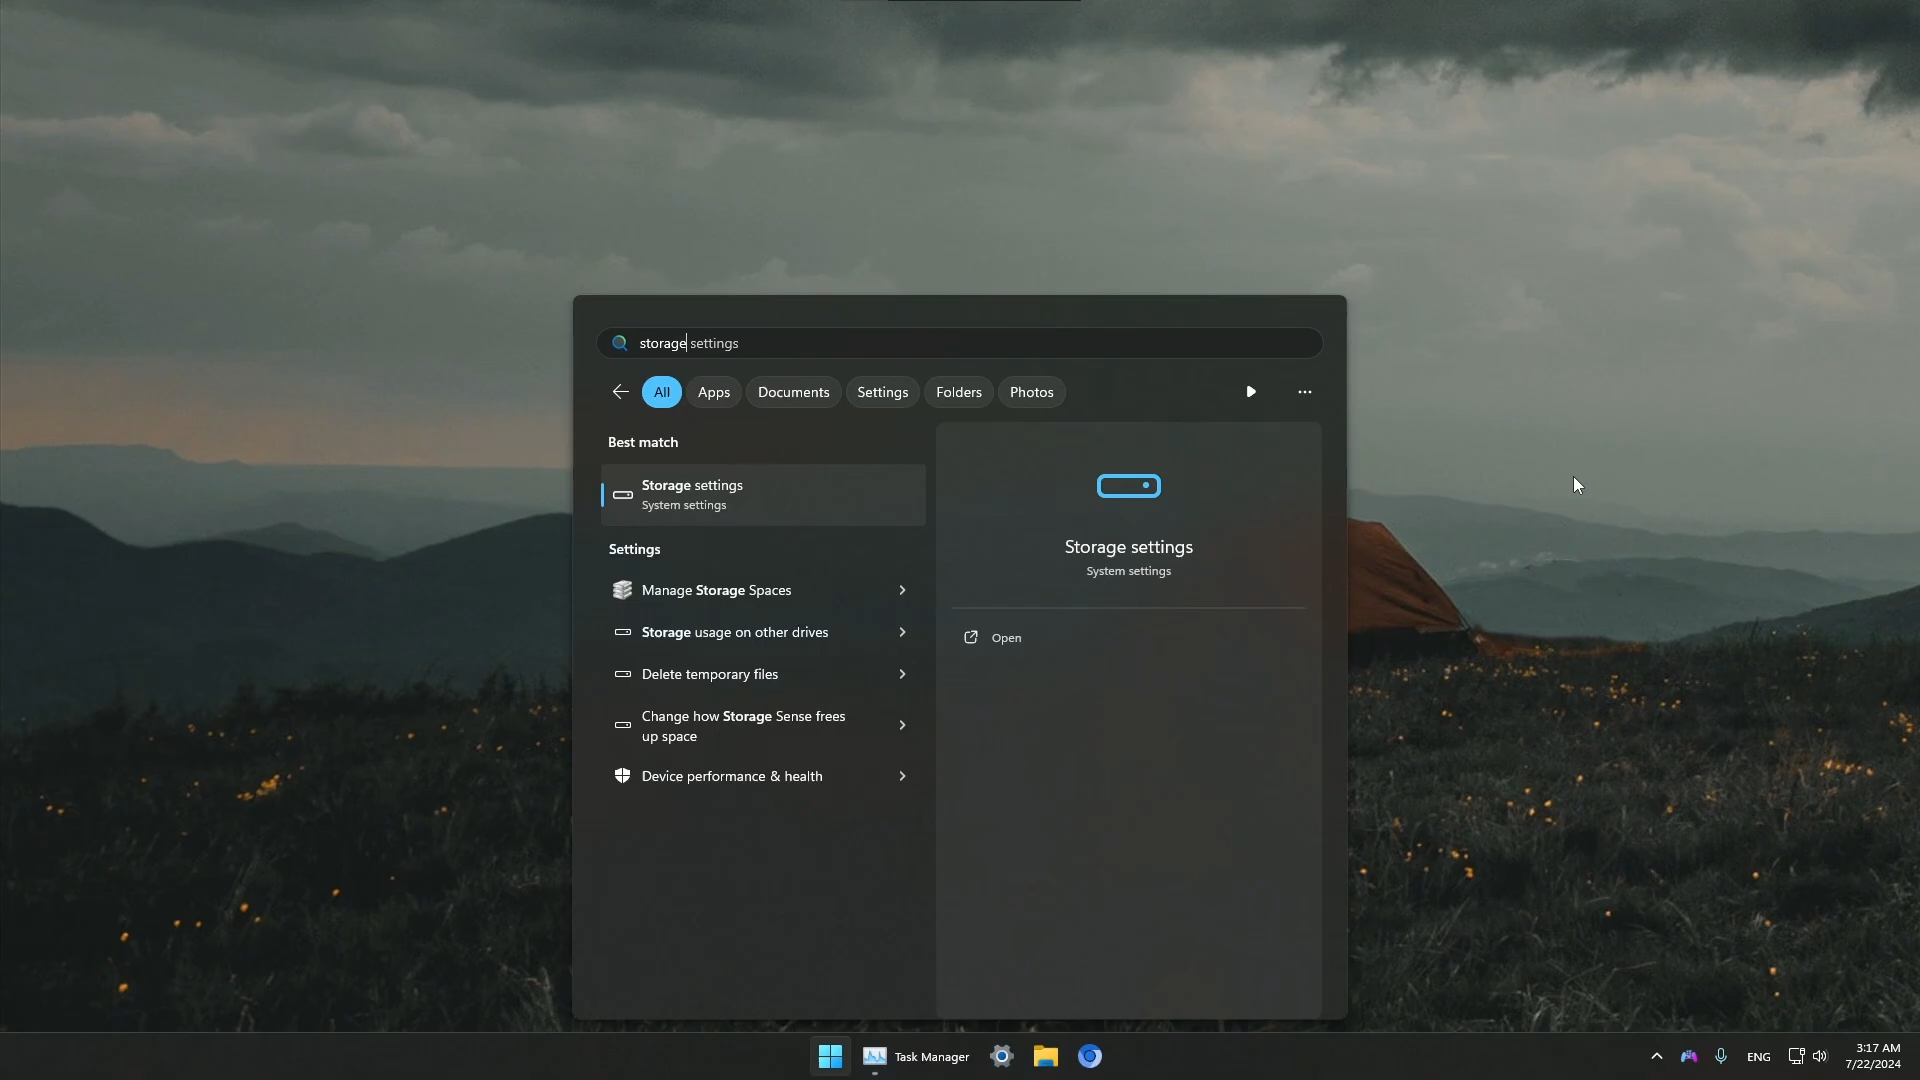 storage settings
All Apps Documents Settings Folders Photos
Best match
Storage settings
System settings
Settings
Manage Storage Spaces
Storage usage on other drives
Delete temporary files
Change how Storage Sense frees
up space
Device performance & health
Storage settings
System settings
Open
Task Manager
ENG
3:17 AM
7/22/2024